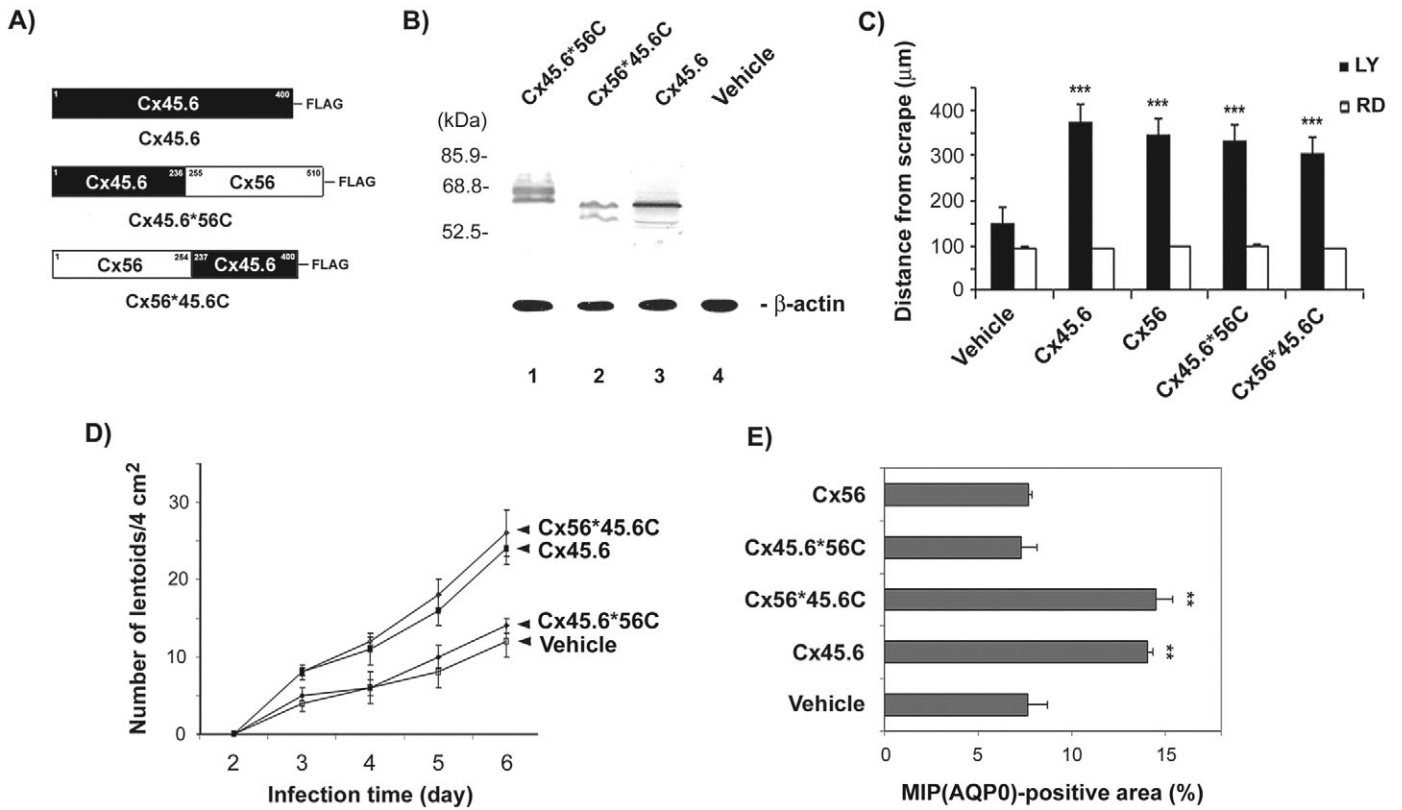 A)
1 Cx45.6 400 FLAG
Cx45.6
1 Cx45.6 236 255 Cx56 510 FLAG
Cx45.6*56C
1 Cx56 254 237 Cx45.6 400 FLAG
Cx56*45.6C
B)
Cx45.6*56C
Cx56*45.6C
Cx45.6
Vehicle
(kDa)
85.9-
68.8-
52.5-
- β-actin
1 2 3 4
C)
LY
RD
Distance from scrape (μm)
400
300
200
100
0
*** *** *** ***
Vehicle
Cx45.6
Cx56
Cx45.6*56C
Cx56*45.6C
D)
Number of lentoids/4 cm²
30
20
10
0
Cx56*45.6C
Cx45.6
Cx45.6*56C
Vehicle
2 3 4 5 6
Infection time (day)
E)
Cx56
Cx45.6*56C
Cx56*45.6C **
Cx45.6 **
Vehicle
0 5 10 15
MIP(AQP0)-positive area (%)